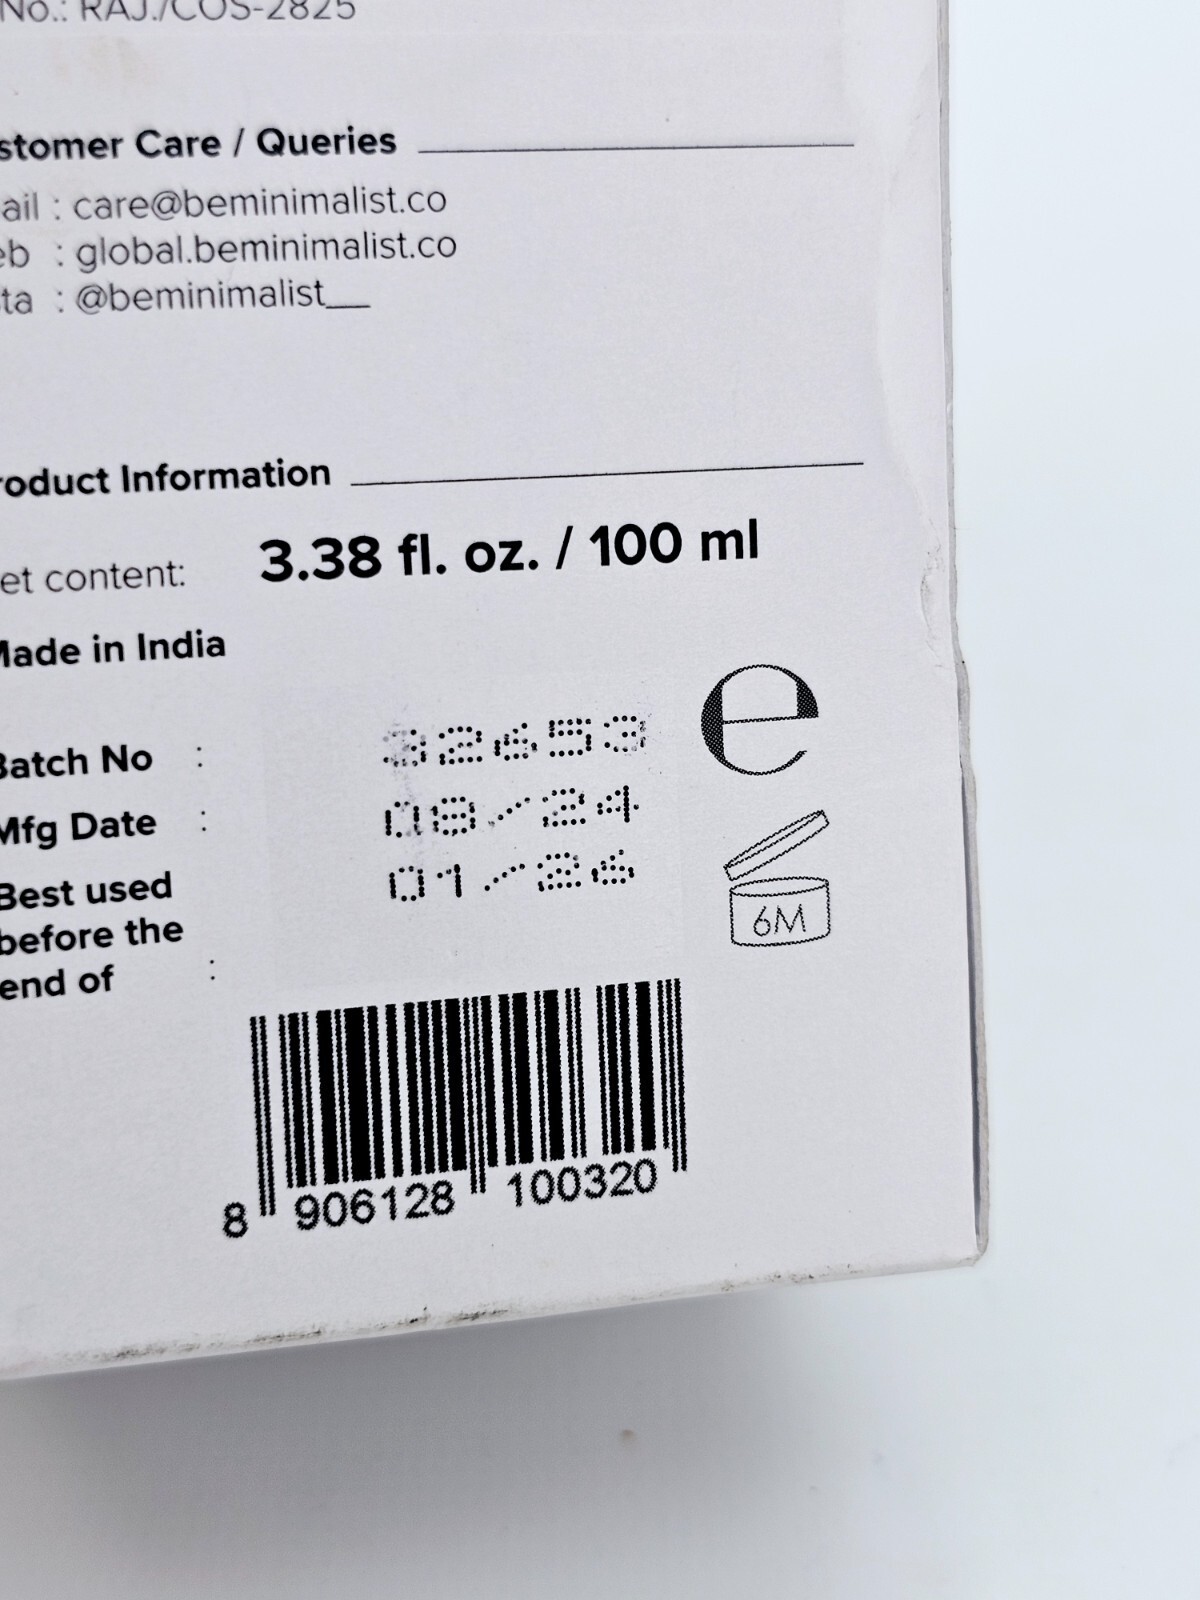 No.: RAJ./COS-2825
stomer Care / Queries
ail : care@beminimalist.co
eb : global.beminimalist.co
sta : @beminimalist__
roduct Information
et content: 3.38 fl. oz. / 100 ml
Made in India
Batch No : 32653
Mfg Date : 08/24
Best used 01/26
before the
end of :
e
6M
8 906128 100320